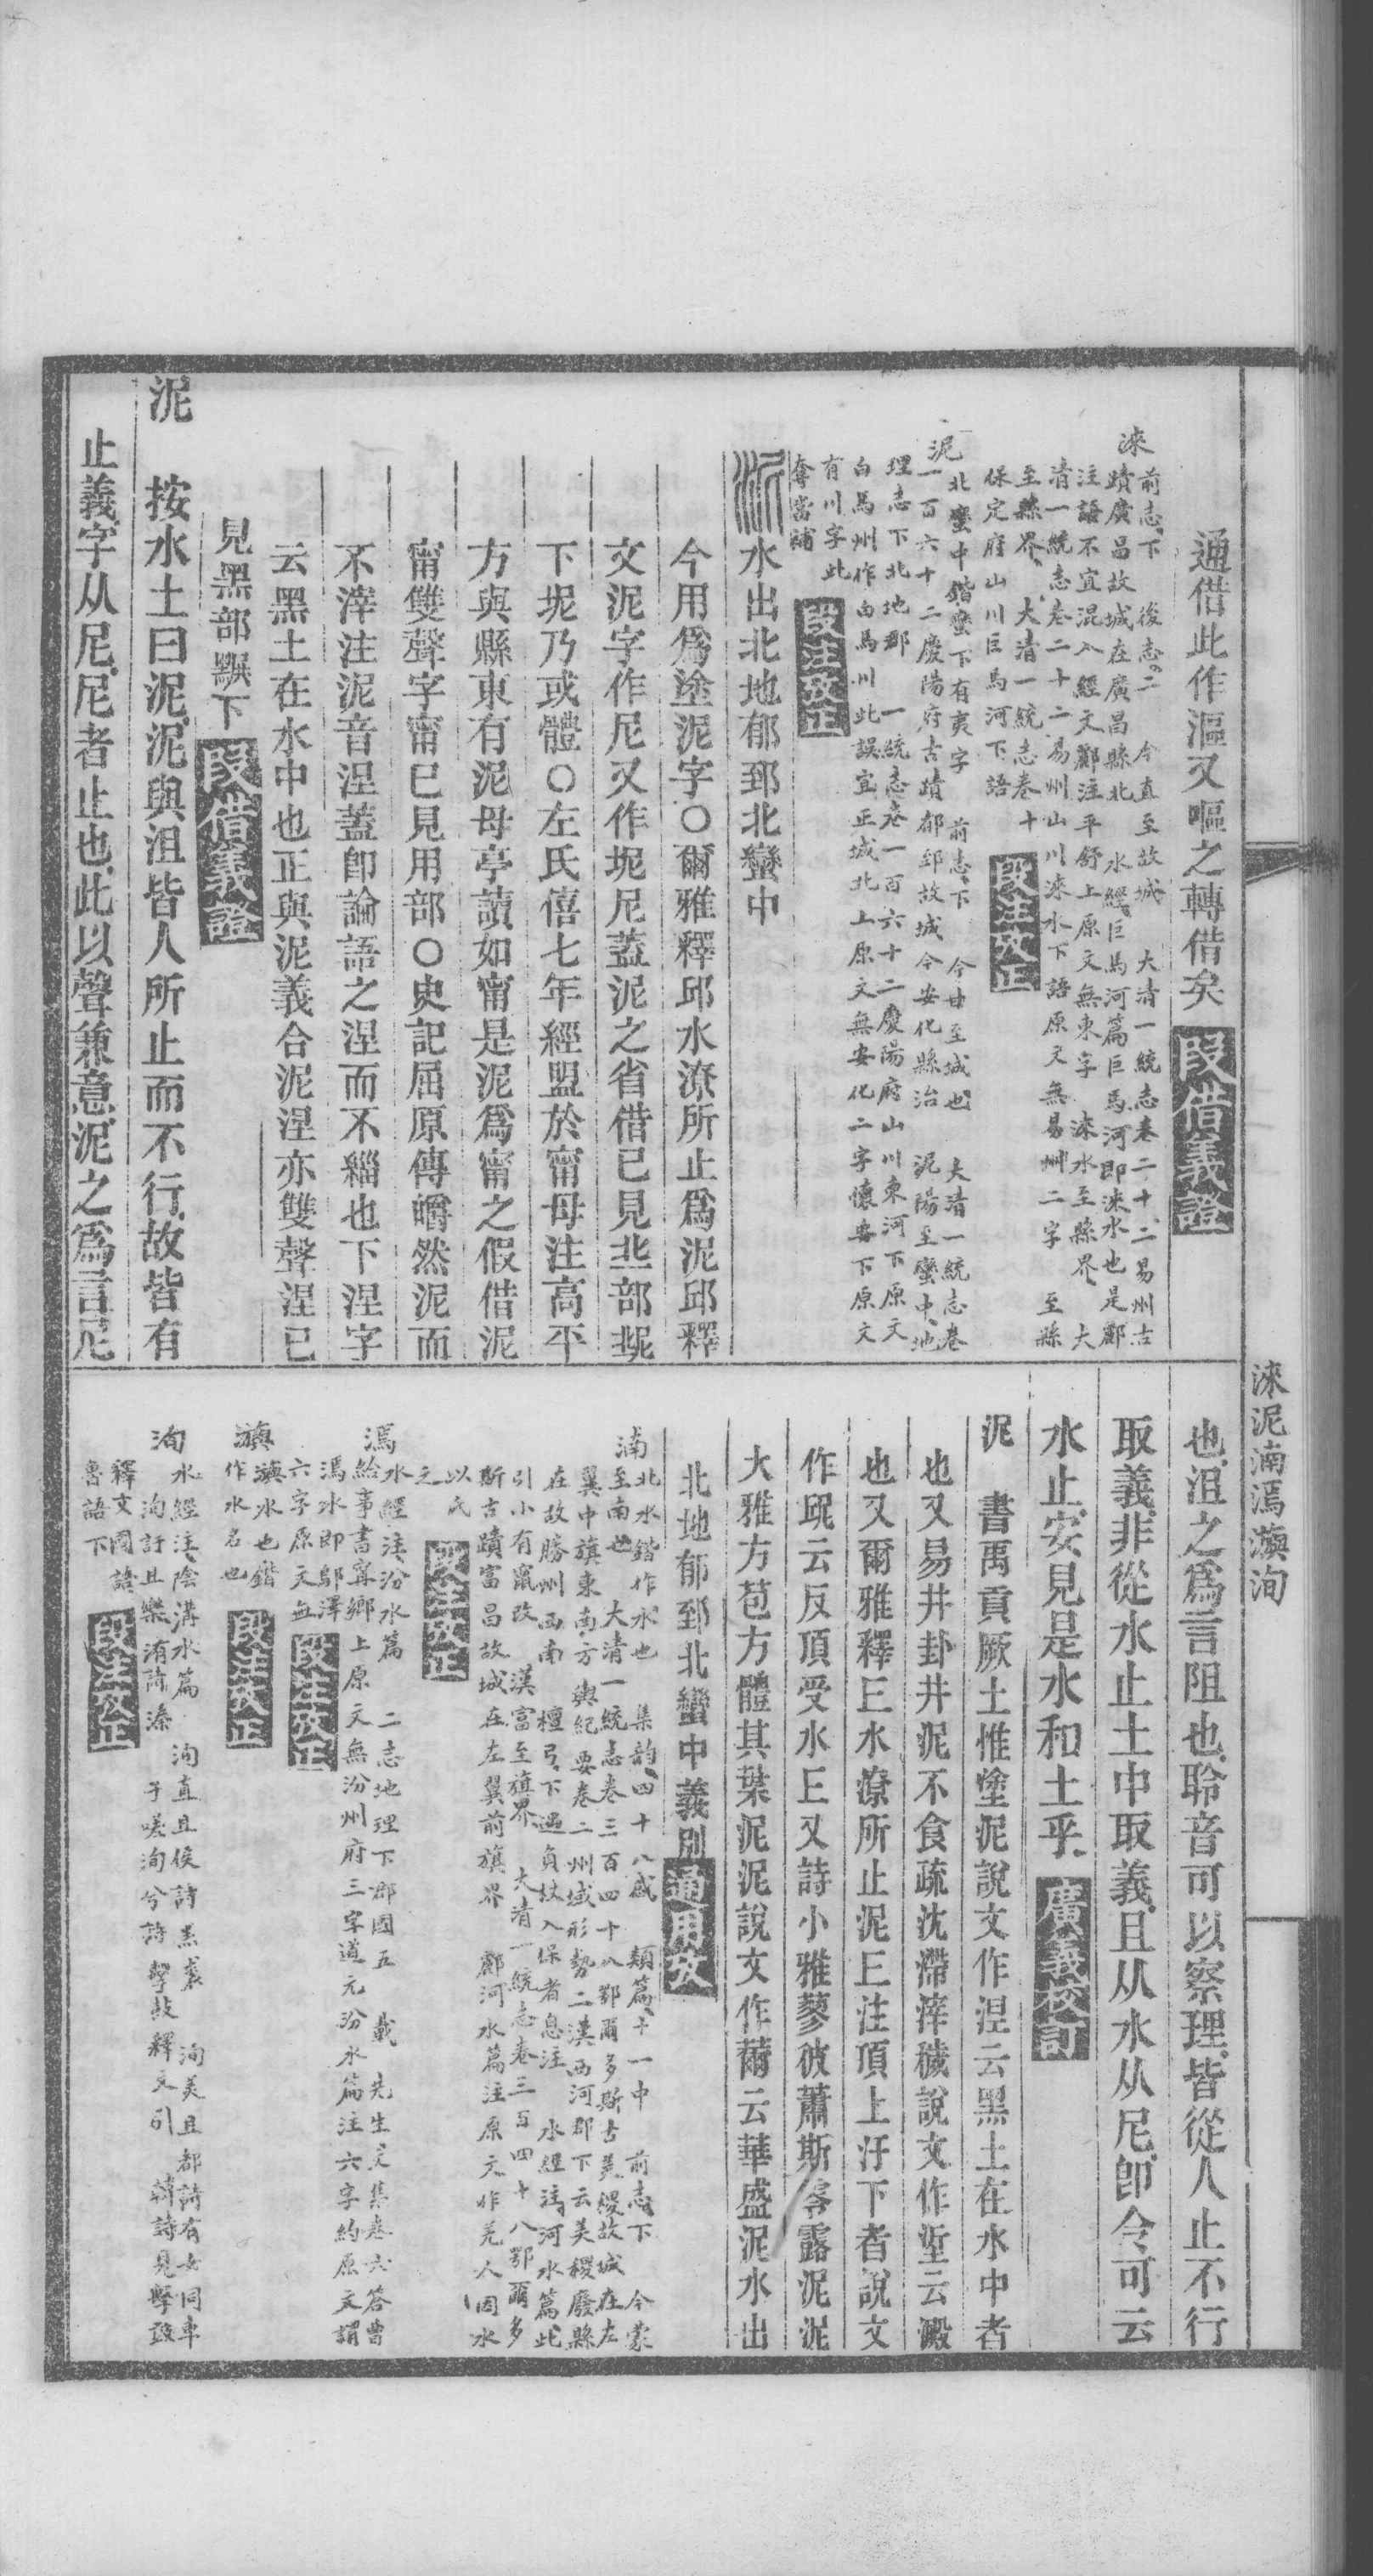 通借此作漚又嘔之轉借矣 段借義證
淶
前志下 後志二 今直至故城 大清一統志卷二十二易州古
蹟廣昌故城在廣昌縣北 水經巨馬河篇巨馬河即淶水也是酈
注語不宜混入經文酈注平舒上原文無東字 淶水至縣界 大
清一統志卷二十二易州山川淶水下語原文無易州二字 至縣
至縣界 大清一統志卷十
保定府山川巨馬河下語 段注攷正
泥
北蠻中鍇蠻下有夷字 前志下 今甘至城也 大清一統志卷
一百六十二慶陽府古蹟郁郅故城今安化縣治 泥陽至蠻中地
理志下北地郡 一統志卷一百六十二慶陽府山川東河下原文
白馬州作白馬川此誤宜正城北上原文無安化二字懷安下原文
有川字此
奪當補 段注攷正
水出北地郁郅北蠻中
今用爲塗泥字○爾雅釋邱水潦所止爲泥邱釋
文泥字作尼又作坭尼蓋泥之省借已見北部㞾
下坭乃或體○左氏僖七年經盟於甯母注高平
方與縣東有泥母亭讀如甯是泥爲甯之假借泥
甯雙聲字甯已見用部○史記屈原傳皭然泥而
不滓注泥音涅蓋卽論語之涅而不緇也下涅字
云黑土在水中也正與泥義合泥涅亦雙聲涅已
見黑部下 段借義證
泥 按水土曰泥泥與沮皆人所止而不行故皆有
止義字从尼尼者止也此以聲兼意泥之爲言尼
淶泥湳漹瀷洵
也沮之爲言阻也聆音可以察理皆從人止不行
取義非從水止土中取義且从水从尼卽令可云
水止安見是水和土乎 廣義校訂
泥 書禹貢厥土惟塗泥說文作涅云黑土在水中者
也又易井卦井泥不食疏沈滯滓穢說文作埿云澱
也又爾雅釋𠀉水潦所止泥𠀉注頂上汙下者說文
作㞾云反頂受水𠀉又詩小雅蓼彼蕭斯零露泥泥
大雅方苞方體其葉泥泥說文作薾云華盛泥水出
北地郁郅北蠻中義別 通用攷
湳
北水鍇作水也 集韵四十八感 類篇十一中 前志下 今蒙
至南也 大清一統志卷三百四十八鄂爾多斯古美稷故城在左
翼中旗東南方輿紀要卷二州域形勢二漢西河郡下云美稷廢縣
在故勝州西南 檀弓下遇負杖入保者息注 水經注河水篇此
引小有竄改 漢富至旗界 大清一統志卷三百四十八鄂爾多
斯古蹟富昌故城在左翼前旗界 酈河水篇注原文作羌人因水
以氏
之 段注攷正
漹
水經注汾水篇 二志地理下郡國五 戴先生文集卷六答曹
給事書寧鄉上原文無汾州府三字道元汾水篇注六字約原文謂
漹水卽鄔澤
六字原文無 段注攷正
瀷水也鍇
作水名也 段注攷正
洵
水經注陰溝水篇 洵直且侯詩羔裘 洵美且都詩有女同車
洵訏且樂洧詩溱 于嗟洵兮詩擊鼓釋文引 韓詩見擊鼓
釋文國語
魯語下 段注攷正